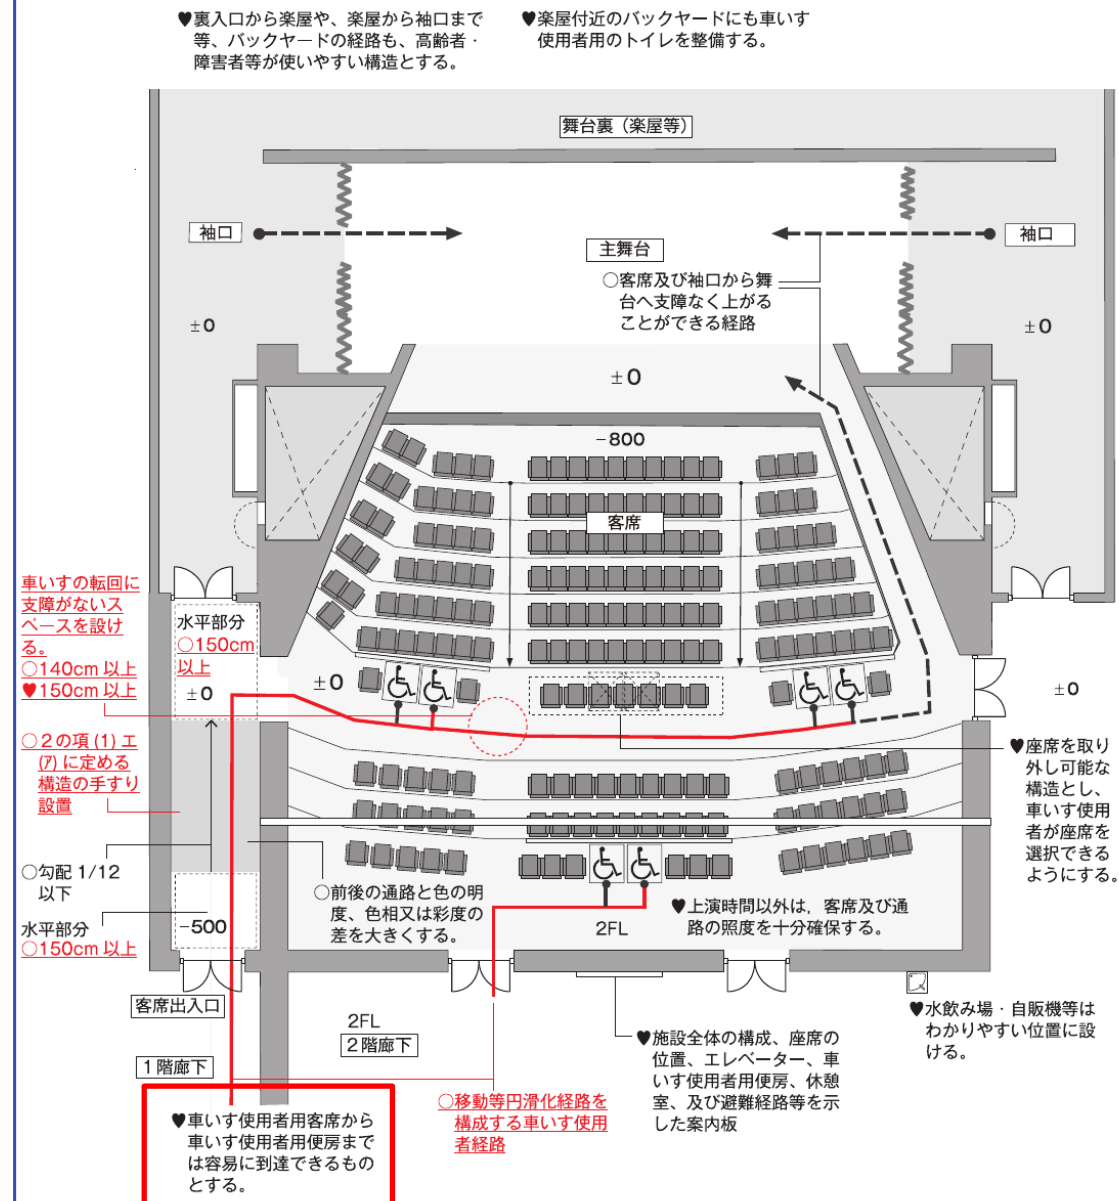 ♥裏入口から楽屋や、楽屋から袖口まで
等、バックヤードの経路も、高齢者・
障害者等が使いやすい構造とする。
♥楽屋付近のバックヤードにも車いす
使用者用のトイレを整備する。
舞台裏（楽屋等）
袖口
袖口
主舞台
○客席及び袖口から舞
台へ支障なく上がる
ことができる経路
±0
±0
±0
-800
客席
車いすの転回に
支障がないス
ペースを設け
る。
○140cm 以上
♥150cm 以上
水平部分
○150cm
以上
±0
±0
±0
○2の項(1)エ
(ｱ)に定める
構造の手すり
設置
♥座席を取り
外し可能な
構造とし、
車いす使用
者が座席を
選択できる
ようにする。
○勾配 1/12
以下
水平部分
○150cm 以上
-500
○前後の通路と色の明
度、色相又は彩度の
差を大きくする。
2FL
♥上演時間以外は，客席及び通
路の照度を十分確保する。
客席出入口
2FL
2階廊下
1階廊下
♥施設全体の構成、座席の
位置、エレベーター、車
いす使用者用便房、休憩
室、及び避難経路等を示
した案内板
♥水飲み場・自販機等は
わかりやすい位置に設
ける。
○移動等円滑化経路を
構成する車いす使用
者経路
♥車いす使用者用客席から
車いす使用者用便房まで
は容易に到達できるもの
とする。